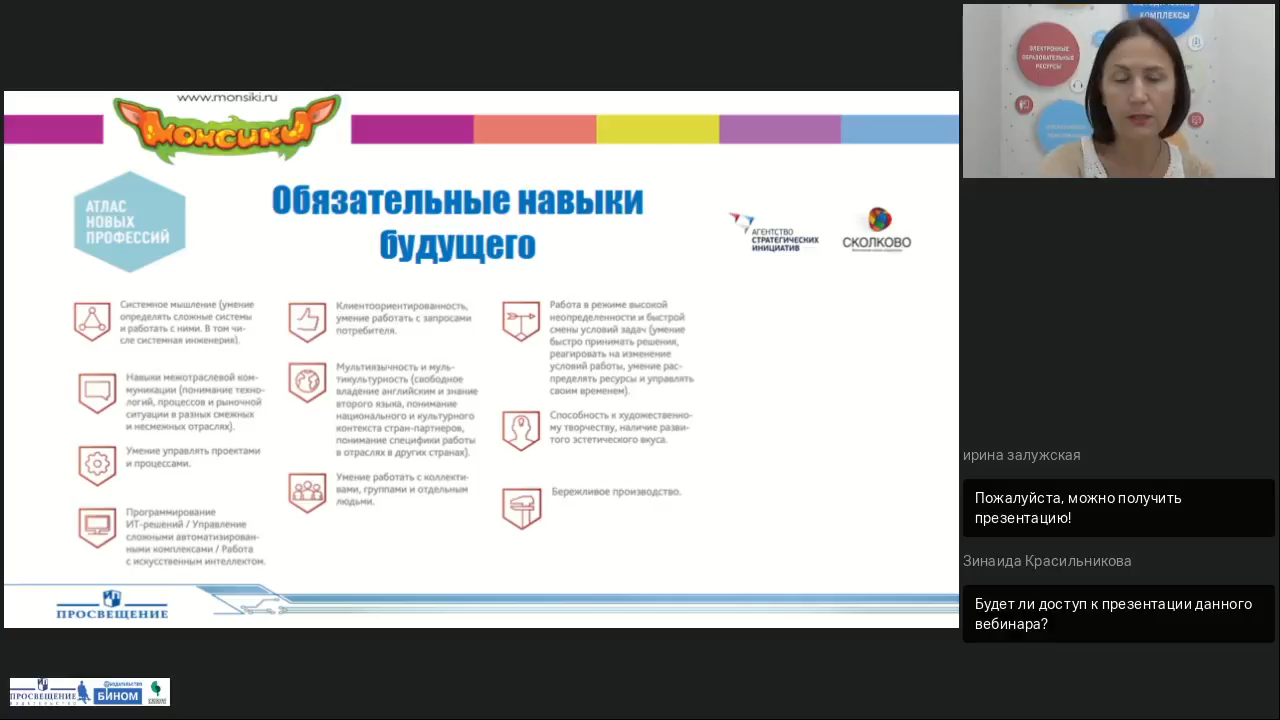 www.monsiki.ru
МОНСИКИ
АТЛАС
НОВЫХ
ПРОФЕССИЙ
Обязательные навыки
будущего
АГЕНТСТВО
СТРАТЕГИЧЕСКИХ
ИНИЦИАТИВ
СКОЛКОВО
Системное мышление (умение
определять сложные системы
и работать с ними. В том чи-
сле системная инженерия).
Навыки межотраслевой ком-
муникации (понимание техно-
логий, процессов и рыночной
ситуации в разных смежных
и несмежных отраслях).
Умение управлять проектами
и процессами.
Программирование
ИТ-решений / Управление
сложными автоматизирован-
ными комплексами / Работа
с искусственным интеллектом.
Клиентоориентированность,
умение работать с запросами
потребителя.
Мультиязычность и муль-
тикультурность (свободное
владение английским и знание
второго языка, понимание
национального и культурного
контекста стран-партнеров,
понимание специфики работы
в отраслях в других странах).
Умение работать с коллекти-
вами, группами и отдельным
людьми.
Работа в режиме высокой
неопределенности и быстрой
смены условий задач (умение
быстро принимать решения,
реагировать на изменение
условий работы, умение рас-
пределять ресурсы и управлять
своим временем).
Способность к художественно-
му творчеству, наличие разви-
того эстетического вкуса.
Бережливое производство.
ПРОСВЕЩЕНИЕ
ПРОСВЕЩЕНИЕ
ИЗДАТЕЛЬСТВО
ИЗДАТЕЛЬСТВО
БИНОМ
КОМПЛЕКСЫ
ЭЛЕКТРОННЫЕ
ОБРАЗОВАТЕЛЬНЫЕ
РЕСУРСЫ
ирина залужская
Пожалуйста, можно получить
презентацию!
Зинаида Красильникова
Будет ли доступ к презентации данного
вебинара?